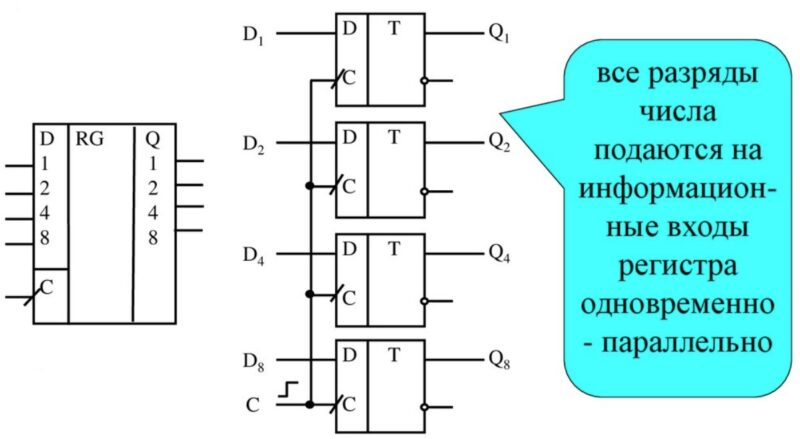 D RG Q
1 1
2 2
4 4
8 8
C
D₁ D T Q₁
C
D₂ D T Q₂
C
D₄ D T Q₄
C
D₈ D T Q₈
C C
все разряды
числа
подаются на
информацион-
ные входы
регистра
одновременно
- параллельно